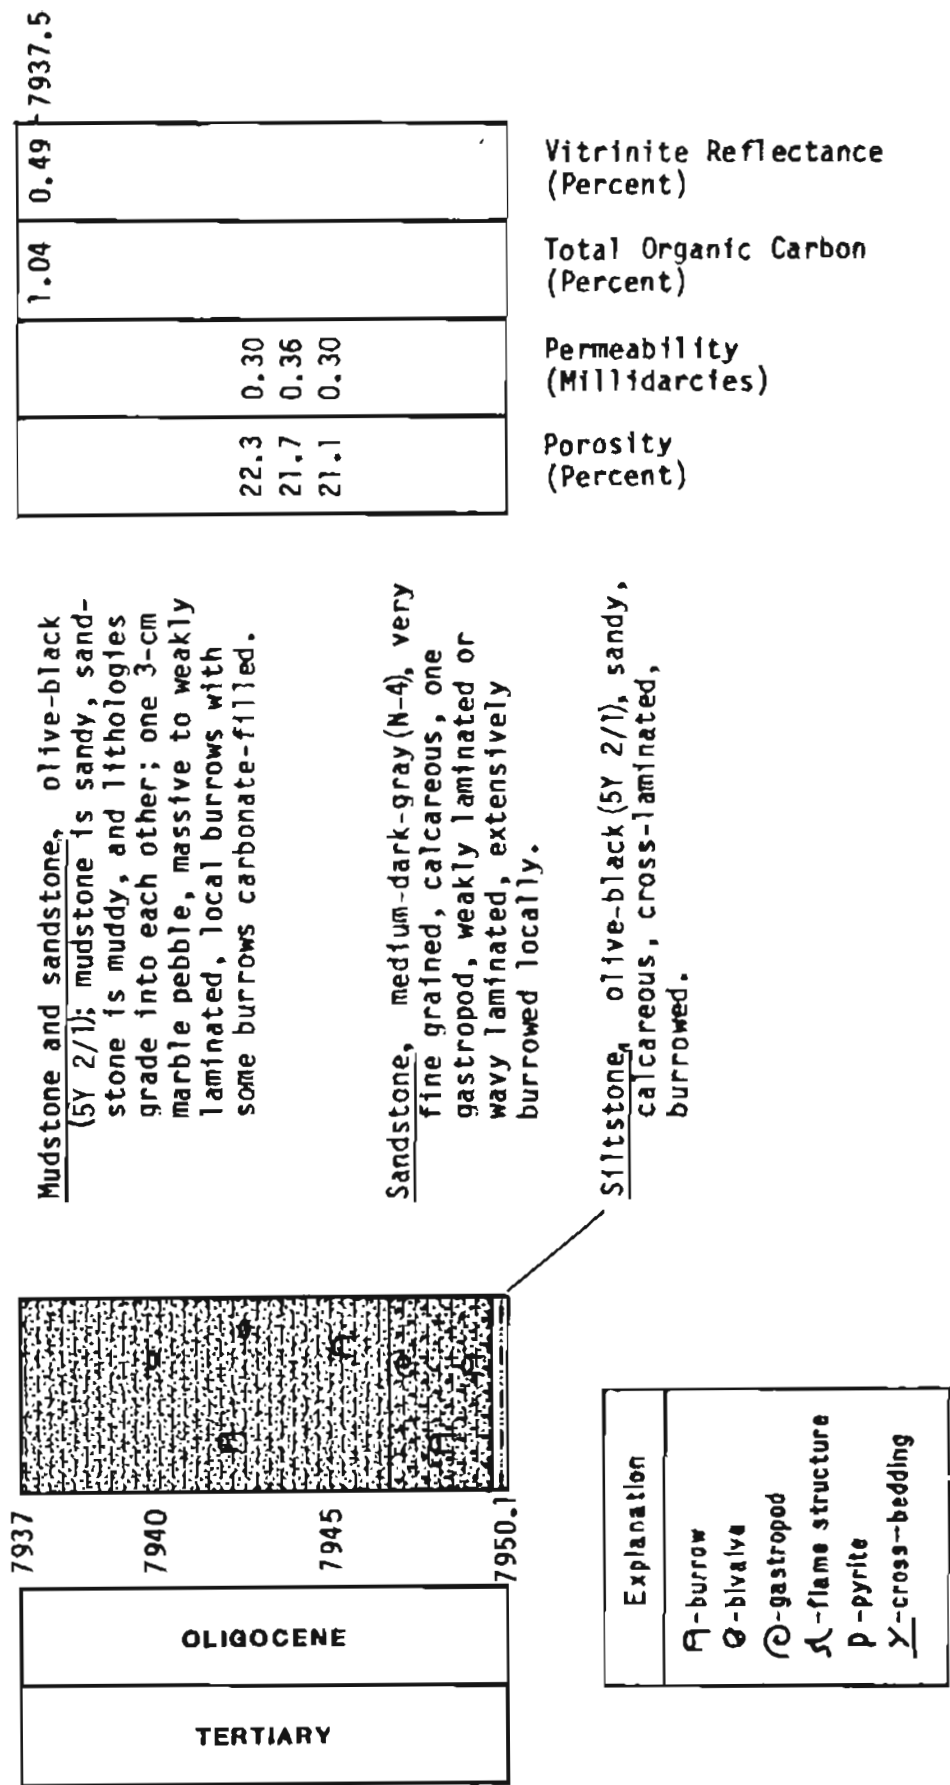 TERTIARY
OLIGOCENE
7937
7940
7945
7950.1
Mudstone and sandstone, olive-black
(5Y 2/1); mudstone is sandy, sand-
stone is muddy, and lithologies
grade into each other; one 3-cm
marble pebble, massive to weakly
laminated, local burrows with
some burrows carbonate-filled.
Sandstone, medium-dark-gray (N-4), very
fine grained, calcareous, one
gastropod, weakly laminated or
wavy laminated, extensively
burrowed locally.
Siltstone, olive-black (5Y 2/1), sandy,
calcareous, cross-laminated,
burrowed.
1.04 0.49 -7937.5
22.3 0.30
21.7 0.36
21.1 0.30
Porosity
(Percent)
Permeability
(Millidarcies)
Total Organic Carbon
(Percent)
Vitrinite Reflectance
(Percent)
Explanation
-burrow
-bivalve
-gastropod
-flame structure
p-pyrite
-cross-bedding